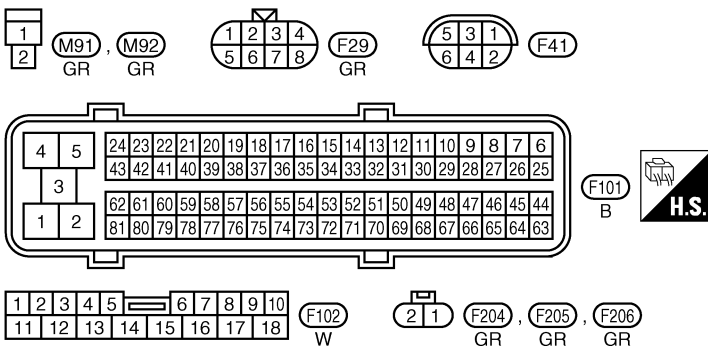 1
2
M91 , M92
GR GR
1 2 3 4
5 6 7 8
F29
GR
5 3 1
6 4 2
F41
4 5
3
1 2
24 23 22 21 20 19 18 17 16 15 14 13 12 11 10 9 8 7 6
43 42 41 40 39 38 37 36 35 34 33 32 31 30 29 28 27 26 25
62 61 60 59 58 57 56 55 54 53 52 51 50 49 48 47 46 45 44
81 80 79 78 77 76 75 74 73 72 71 70 69 68 67 66 65 64 63
F101
B
H.S.
1 2 3 4 5 6 7 8 9 10
11 12 13 14 15 16 17 18
F102
W
2 1
F204 , F205 , F206
GR GR GR